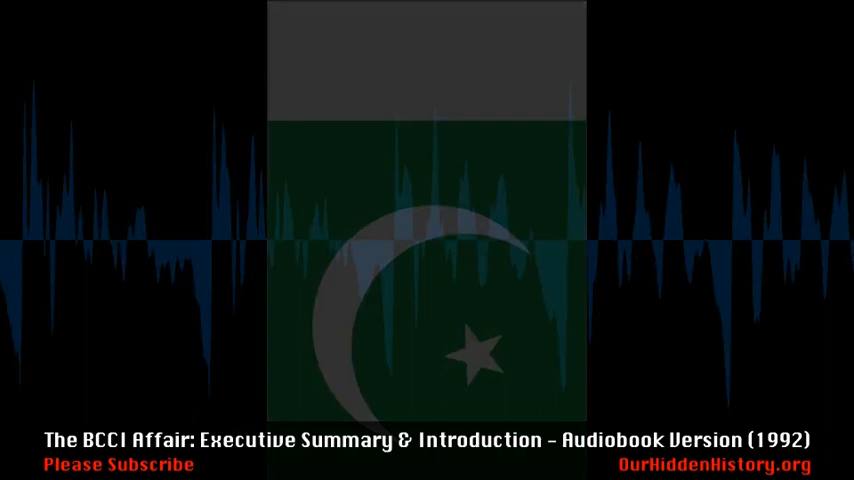 The BCCI Affair: Executive Summary & Introduction - Audiobook Version (1992)
Please Subscribe
OurHiddenHistory.org